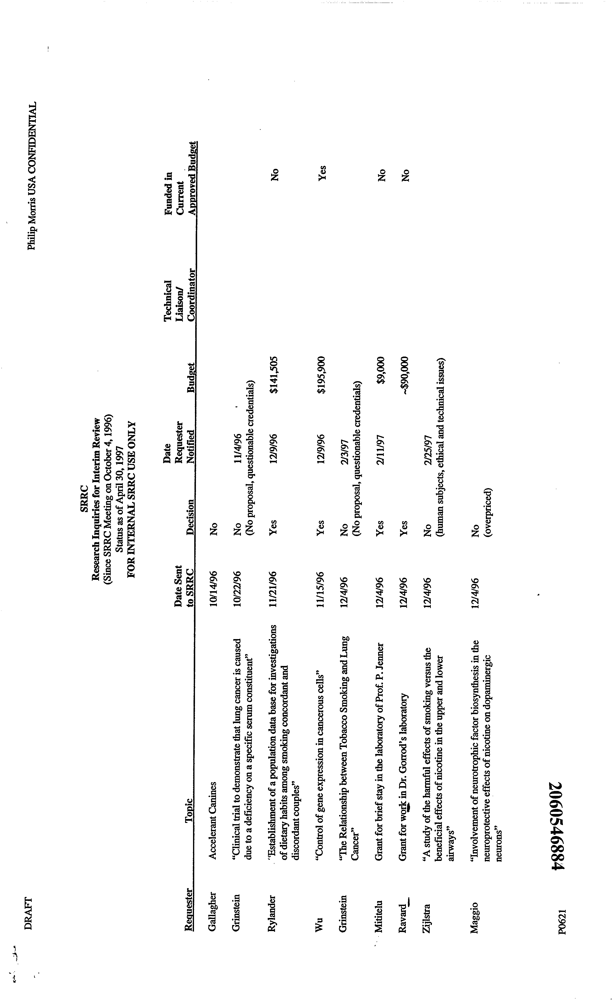 DRAFT
Philip Morris USA CONFIDENTIAL
SRRC
Research Inquiries for Interim Review
(Since SRRC Meeting on October 4, 1996)
Status as of April 30, 1997
FOR INTERNAL SRRC USE ONLY
Requester Topic Date Sent to SRRC Decision Date Requester Notified Budget Technical Liaison/ Coordinator Funded in Current Approved Budget
Gallagher Accelerant Canines 10/14/96 No
Grinstein "Clinical trial to demonstrate that lung cancer is caused 10/22/96 No 11/4/96
due to a deficiency on a specific serum constituent" (No proposal, questionable credentials)
Rylander "Establishment of a population data base for investigations 11/21/96 Yes 12/9/96 $141,505 No
of dietary habits among smoking concordant and
discordant couples"
Wu "Control of gene expression in cancerous cells" 11/15/96 Yes 12/9/96 $195,900 Yes
Grinstein "The Relationship between Tobacco Smoking and Lung 12/4/96 No 2/3/97
Cancer" (No proposal, questionable credentials)
Mititelu Grant for brief stay in the laboratory of Prof. P. Jenner 12/4/96 Yes 2/11/97 $9,000 No
Ravard Grant for work in Dr. Gorrod's laboratory 12/4/96 Yes ~$90,000 No
Zijlstra "A study of the harmful effects of smoking versus the 12/4/96 No 2/25/97
beneficial effects of nicotine in the upper and lower (human subjects, ethical and technical issues)
airways"
Maggio "Involvement of neurotrophic factor biosynthesis in the 12/4/96 No
neuroprotective effects of nicotine on dopaminergic (overpriced)
neurons"
P0621
2060546884